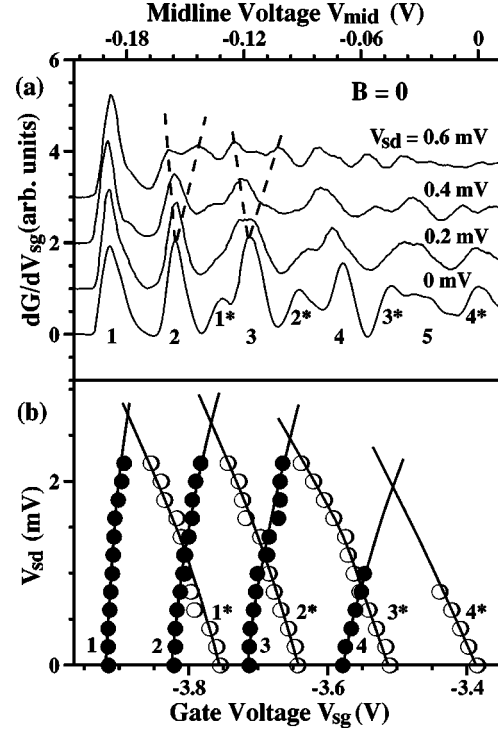 Midline Voltage V_mid (V)
-0.18 -0.12 -0.06 0
(a)
B = 0
6
4
2
0
dG/dV_sg (arb. units)
V_sd = 0.6 mV
0.4 mV
0.2 mV
0 mV
1 2 1* 3 2* 4 3* 5 4*
(b)
2
0
V_sd (mV)
1 2 1* 3 2* 4 3* 4*
-3.8 -3.6 -3.4
Gate Voltage V_sg (V)